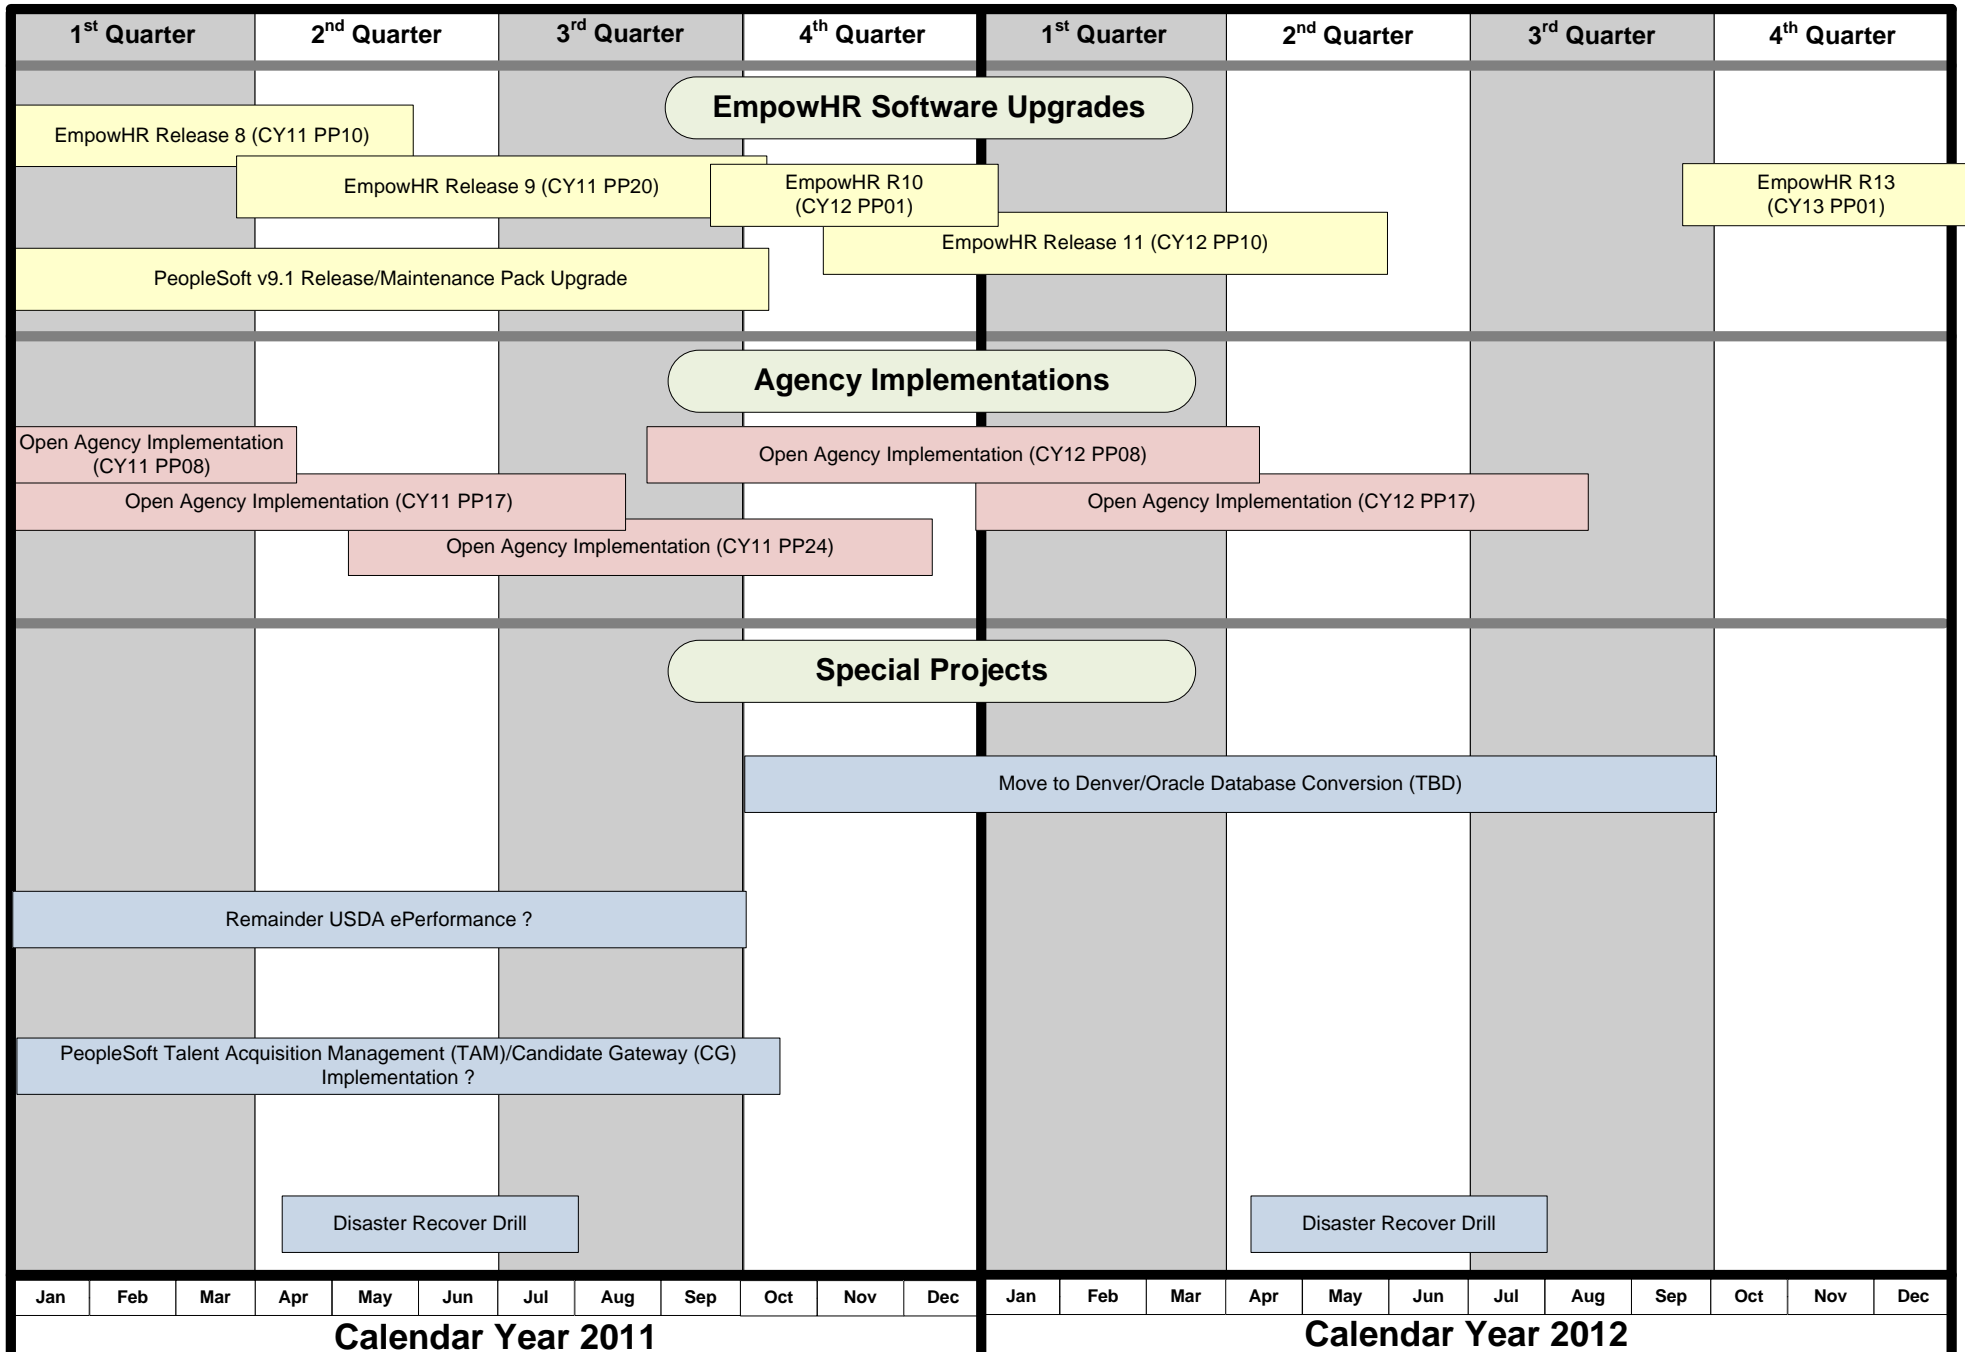 1st Quarter
2nd Quarter
3rd Quarter
4th Quarter
1st Quarter
2nd Quarter
3rd Quarter
4th Quarter
EmpowHR Software Upgrades
EmpowHR Release 8 (CY11 PP10)
EmpowHR Release 9 (CY11 PP20)
EmpowHR R10
(CY12 PP01)
EmpowHR R13
(CY13 PP01)
EmpowHR Release 11 (CY12 PP10)
PeopleSoft v9.1 Release/Maintenance Pack Upgrade
Agency Implementations
Open Agency Implementation
(CY11 PP08)
Open Agency Implementation (CY12 PP08)
Open Agency Implementation (CY11 PP17)
Open Agency Implementation (CY12 PP17)
Open Agency Implementation (CY11 PP24)
Special Projects
Move to Denver/Oracle Database Conversion (TBD)
Remainder USDA ePerformance ?
PeopleSoft Talent Acquisition Management (TAM)/Candidate Gateway (CG)
Implementation ?
Disaster Recover Drill
Disaster Recover Drill
Jan Feb Mar Apr May Jun Jul Aug Sep Oct Nov Dec Jan Feb Mar Apr May Jun Jul Aug Sep Oct Nov Dec
Calendar Year 2011
Calendar Year 2012